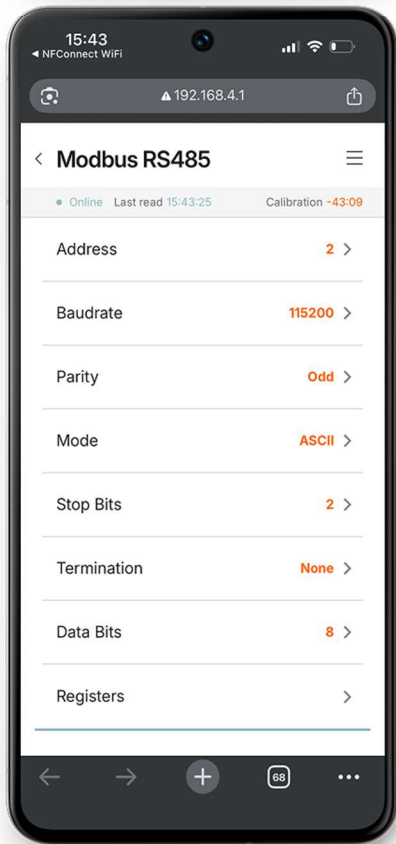 15:43
◀ NFConnect WiFi
192.168.4.1
Modbus RS485
Online Last read 15:43:25 Calibration -43:09
Address 2
Baudrate 115200
Parity Odd
Mode ASCII
Stop Bits 2
Termination None
Data Bits 8
Registers
68